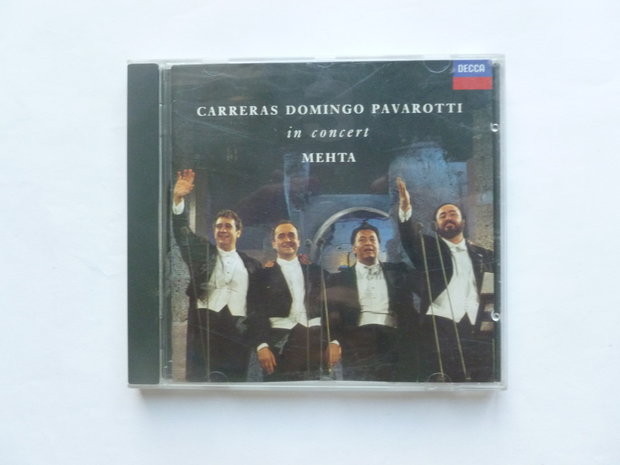 DECCA
CARRERAS DOMINGO PAVAROTTI
in concert
MEHTA